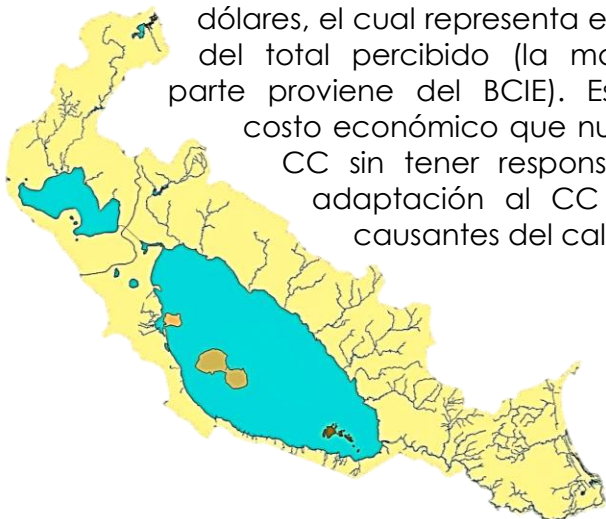 dólares, el cual representa e
del total percibido (la ma
parte proviene del BCIE). Es
costo económico que nu
CC sin tener respons
adaptación al CC
causantes del cal